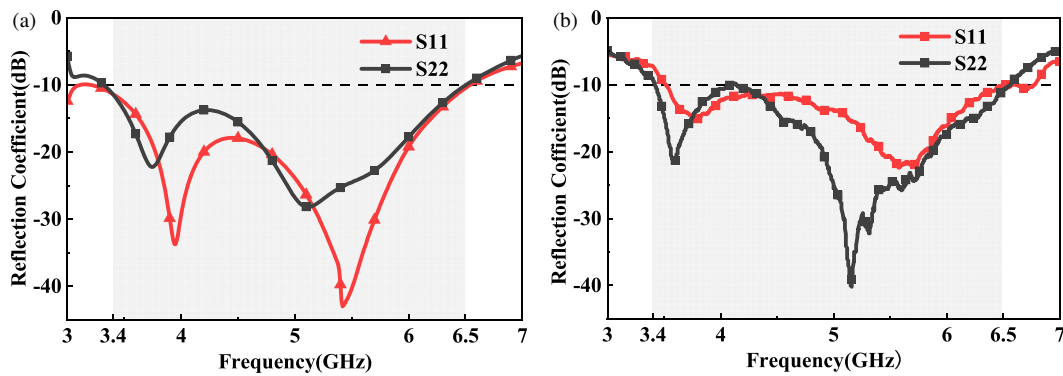 (a)
0
-10
-20
-30
-40
Reflection Coefficient(dB)
S11
S22
3
3.4
4
5
6
6.5
7
Frequency(GHz)
(b)
0
-10
-20
-30
-40
Reflection Cofficient(dB)
S11
S22
3
3.4
4
5
6
6.5
7
Frequency(GHz）